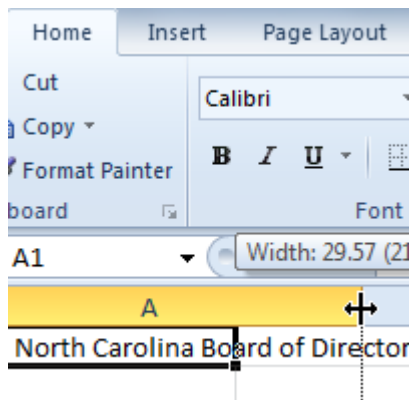 Home Insert Page Layout
Cut
Calibri
Copy
B I U
Format Painter
board Font
A1 Width: 29.57 (21
A
North Carolina Board of Director